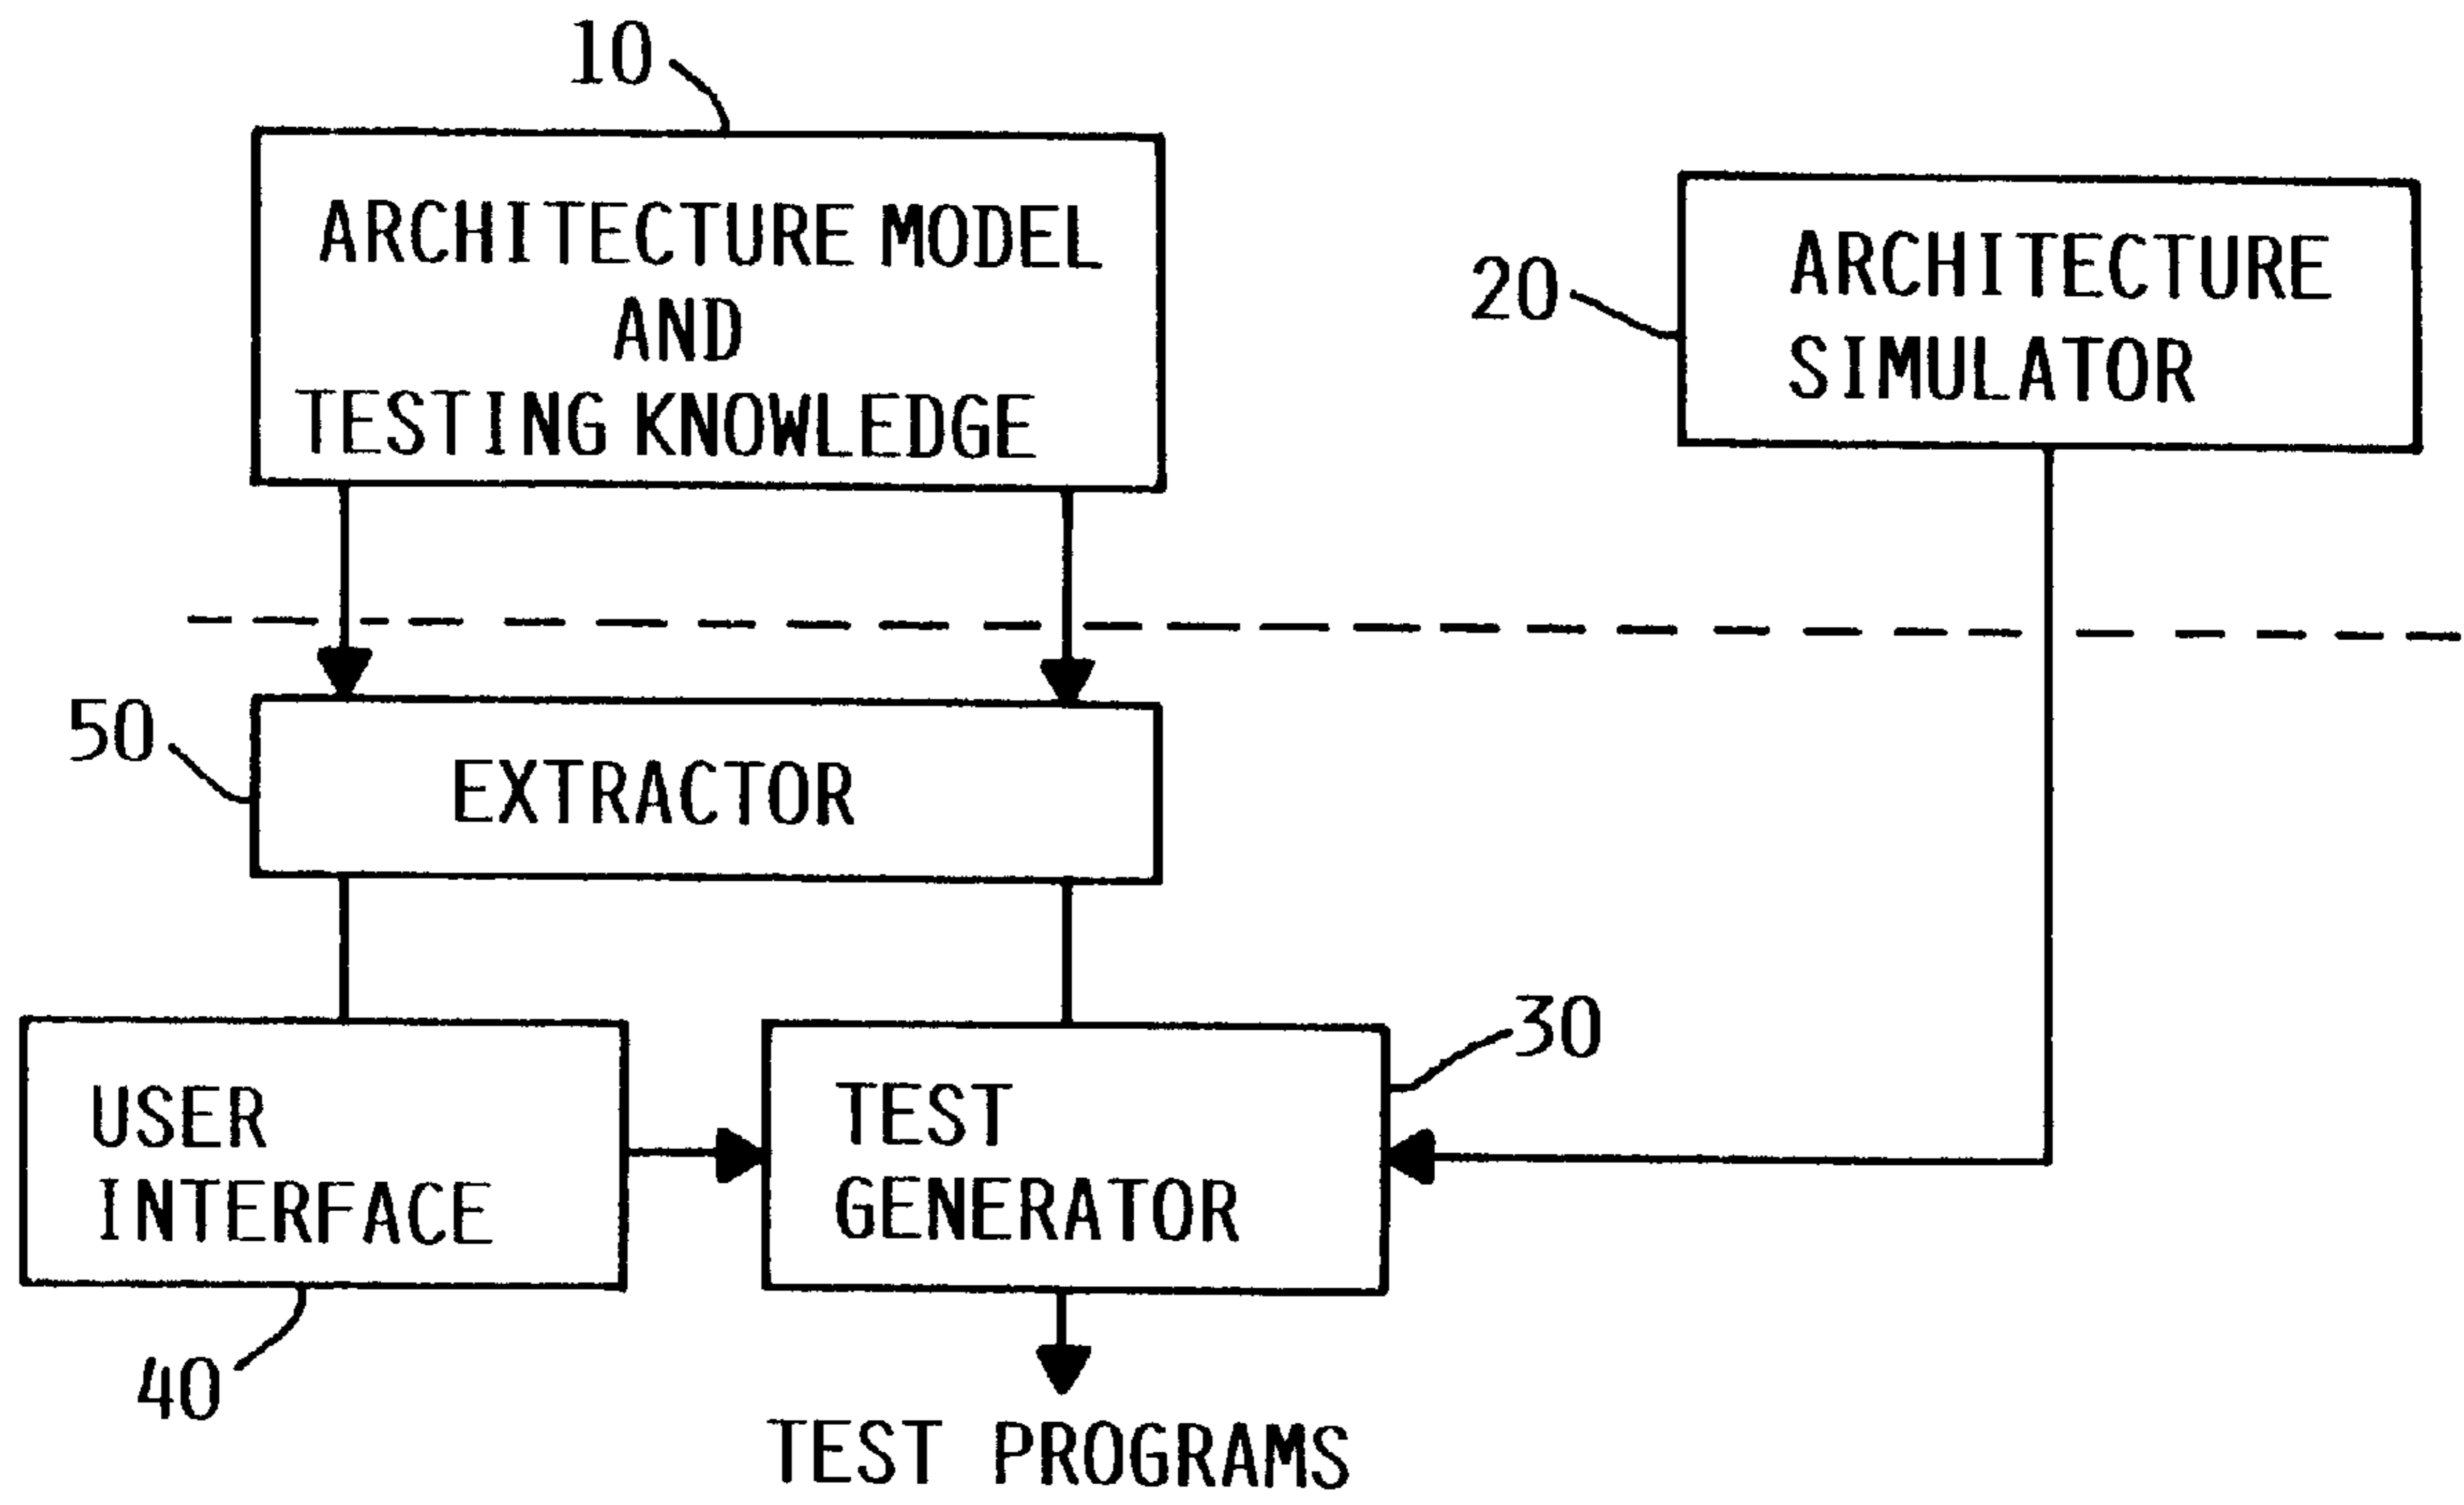 10
ARCHITECTURE MODEL
AND
TESTING KNOWLEDGE
20
ARCHITECTURE
SIMULATOR
50
EXTRACTOR
USER
INTERFACE
40
TEST
GENERATOR
30
TEST PROGRAMS